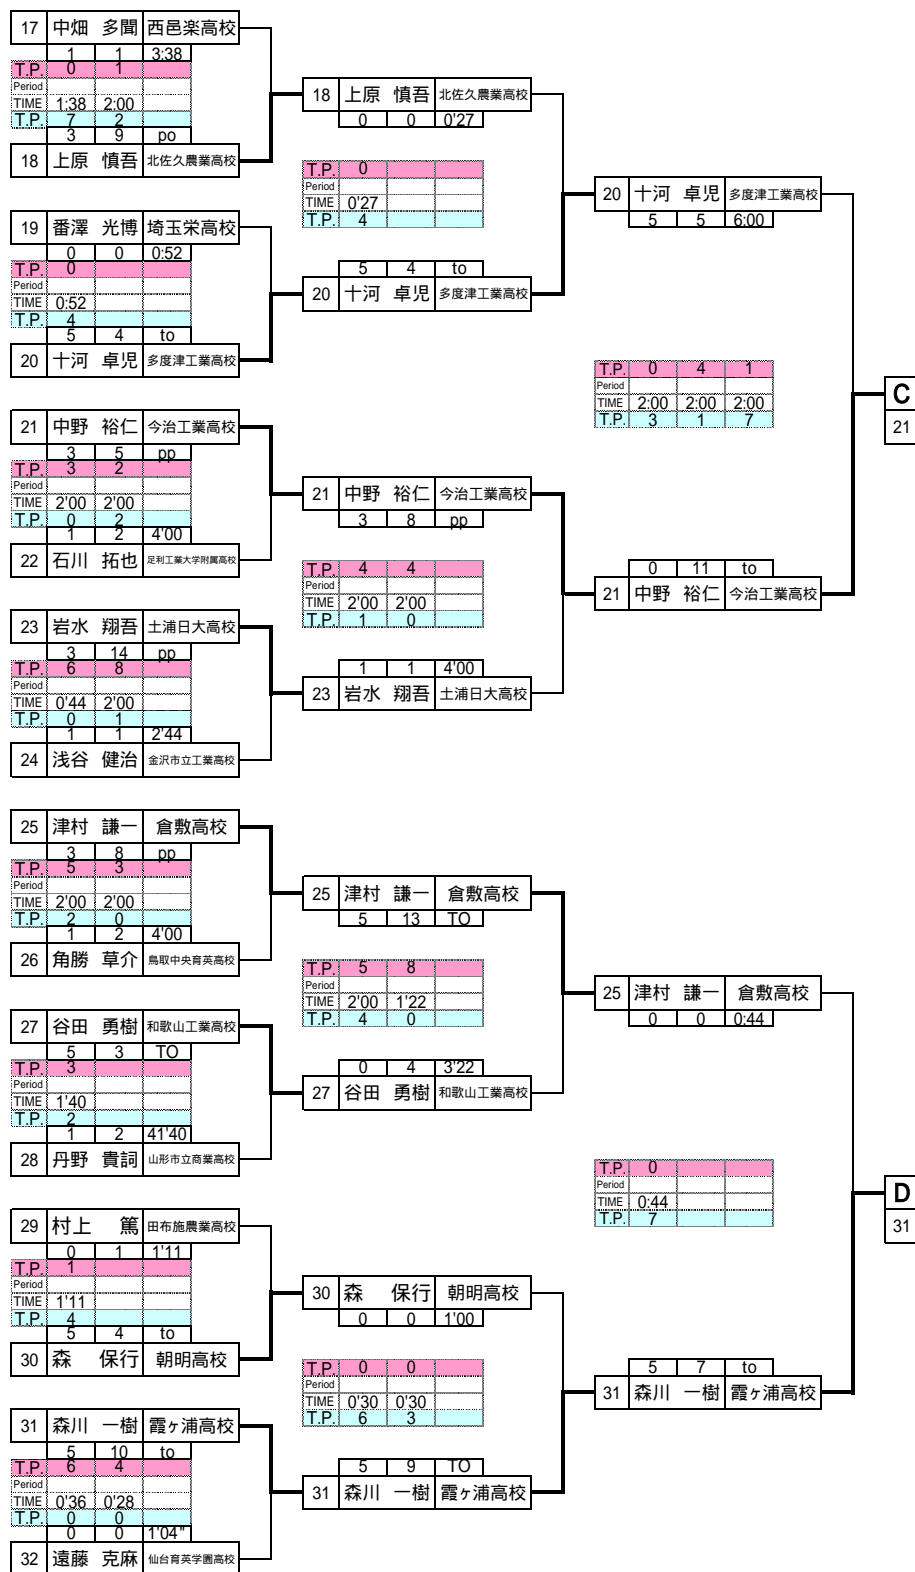 17 中畑 多聞 西邑楽高校
1 1 3:38
T.P. 0 1
Period
TIME 1:38 2:00
T.P. 7 2
3 9 po
18 上原 慎吾 北佐久農業高校
19 番澤 光博 埼玉栄高校
0 0 0:52
T.P. 0
Period
TIME 0:52
T.P. 4
5 4 to
20 十河 卓児 多度津工業高校
21 中野 裕仁 今治工業高校
3 5 pp
T.P. 3 2
Period
TIME 2'00 2'00
T.P. 0 2
1 2 4'00
22 石川 拓也 足利工業大学附属高校
23 岩水 翔吾 土浦日大高校
3 14 pp
T.P. 6 8
Period
TIME 0'44 2'00
T.P. 0 1
1 1 2'44
24 浅谷 健治 金沢市立工業高校
25 津村 謙一 倉敷高校
3 8 pp
T.P. 5 3
Period
TIME 2'00 2'00
T.P. 2 0
1 2 4'00
26 角勝 草介 鳥取中央育英高校
27 谷田 勇樹 和歌山工業高校
5 3 TO
T.P. 3
Period
TIME 1'40
T.P. 2
1 2 41'40
28 丹野 貴詞 山形市立商業高校
29 村上 篤 田布施農業高校
0 1 1'11
T.P. 1
Period
TIME 1'11
T.P. 4
5 4 to
30 森 保行 朝明高校
31 森川 一樹 霞ヶ浦高校
5 10 to
T.P. 6 4
Period
TIME 0'36 0'28
T.P. 0 0
0 0 1'04"
32 遠藤 克麻 仙台育英学園高校
18 上原 慎吾 北佐久農業高校
0 0 0'27
T.P. 0
Period
TIME 0'27
T.P. 4
5 4 to
20 十河 卓児 多度津工業高校
21 中野 裕仁 今治工業高校
3 8 pp
T.P. 4 4
Period
TIME 2'00 2'00
T.P. 1 0
1 1 4'00
23 岩水 翔吾 土浦日大高校
25 津村 謙一 倉敷高校
5 13 TO
T.P. 5 8
Period
TIME 2'00 1'22
T.P. 4 0
0 4 3'22
27 谷田 勇樹 和歌山工業高校
30 森 保行 朝明高校
0 0 1'00
T.P. 0 0
Period
TIME 0'30 0'30
T.P. 6 3
5 9 TO
31 森川 一樹 霞ヶ浦高校
20 十河 卓児 多度津工業高校
5 5 6:00
T.P. 0 4 1
Period
TIME 2:00 2:00 2:00
T.P. 3 1 7
0 11 to
21 中野 裕仁 今治工業高校
25 津村 謙一 倉敷高校
0 0 0:44
T.P. 0
Period
TIME 0:44
T.P. 7
5 7 to
31 森川 一樹 霞ヶ浦高校
C
21
D
31